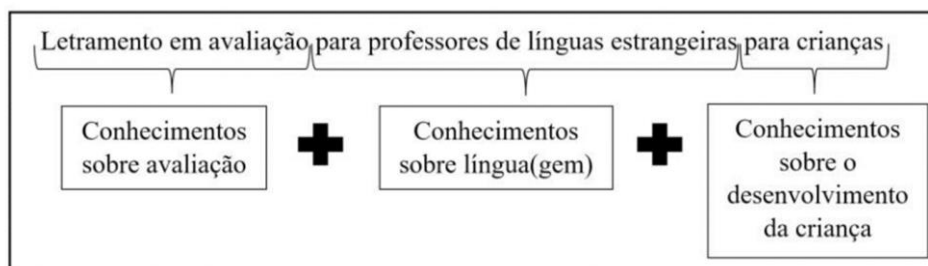 Letramento em avaliação para professores de línguas estrangeiras para crianças
Conhecimentos
sobre avaliação
Conhecimentos
sobre língua(gem)
Conhecimentos
sobre o
desenvolvimento
da criança